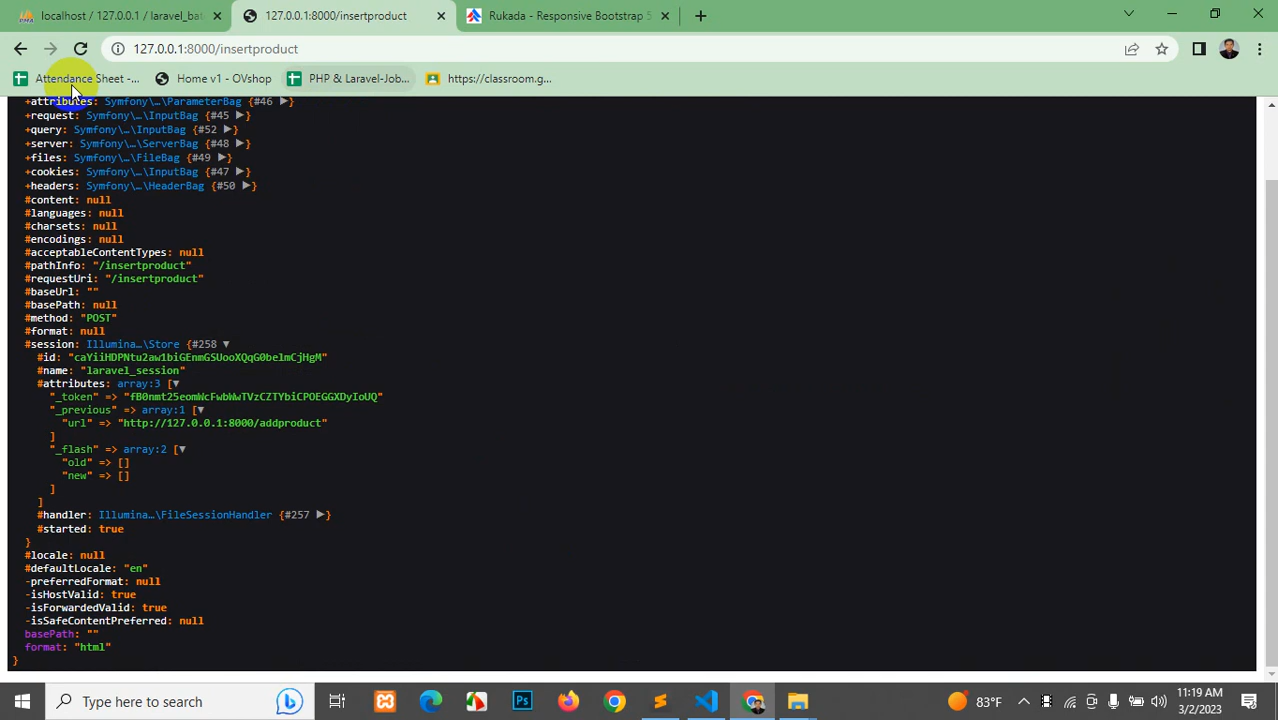 localhost / 127.0.0.1 / laravel_bat
127.0.0.1:8000/insertproduct
Rukada - Responsive Bootstrap 5
127.0.0.1:8000/insertproduct
Attendance Sheet -...
Home v1 - OVshop
PHP & Laravel-Job...
https://classroom.g...
+attributes: Symfony\…\ParameterBag {#46 ▶}
+request: Symfony\…\InputBag {#45 ▶}
+query: Symfony\…\InputBag {#52 ▶}
+server: Symfony\…\ServerBag {#48 ▶}
+files: Symfony\…\FileBag {#49 ▶}
+cookies: Symfony\…\InputBag {#47 ▶}
+headers: Symfony\…\HeaderBag {#50 ▶}
#content: null
#languages: null
#charsets: null
#encodings: null
#acceptableContentTypes: null
#pathInfo: "/insertproduct"
#requestUri: "/insertproduct"
#baseUrl: ""
#basePath: null
#method: "POST"
#format: null
#session: Illumina…\Store {#258 ▼
#id: "caYiiHDPNtu2aw1biGEnmGSUooXQqG0belmCjHgM"
#name: "laravel_session"
#attributes: array:3 [▼
"_token" => "fB0nmt25eomWcFwbWwTVzCZTYbiCPOEGGXDyIoUQ"
"_previous" => array:1 [▼
"url" => "http://127.0.0.1:8000/addproduct"
]
"_flash" => array:2 [▼
"old" => []
"new" => []
]
]
#handler: Illumina…\FileSessionHandler {#257 ▶}
#started: true
}
#locale: null
#defaultLocale: "en"
-preferredFormat: null
-isHostValid: true
-isForwardedValid: true
-isSafeContentPreferred: null
basePath: ""
format: "html"
}
Type here to search
83°F
11:19 AM
3/2/2023